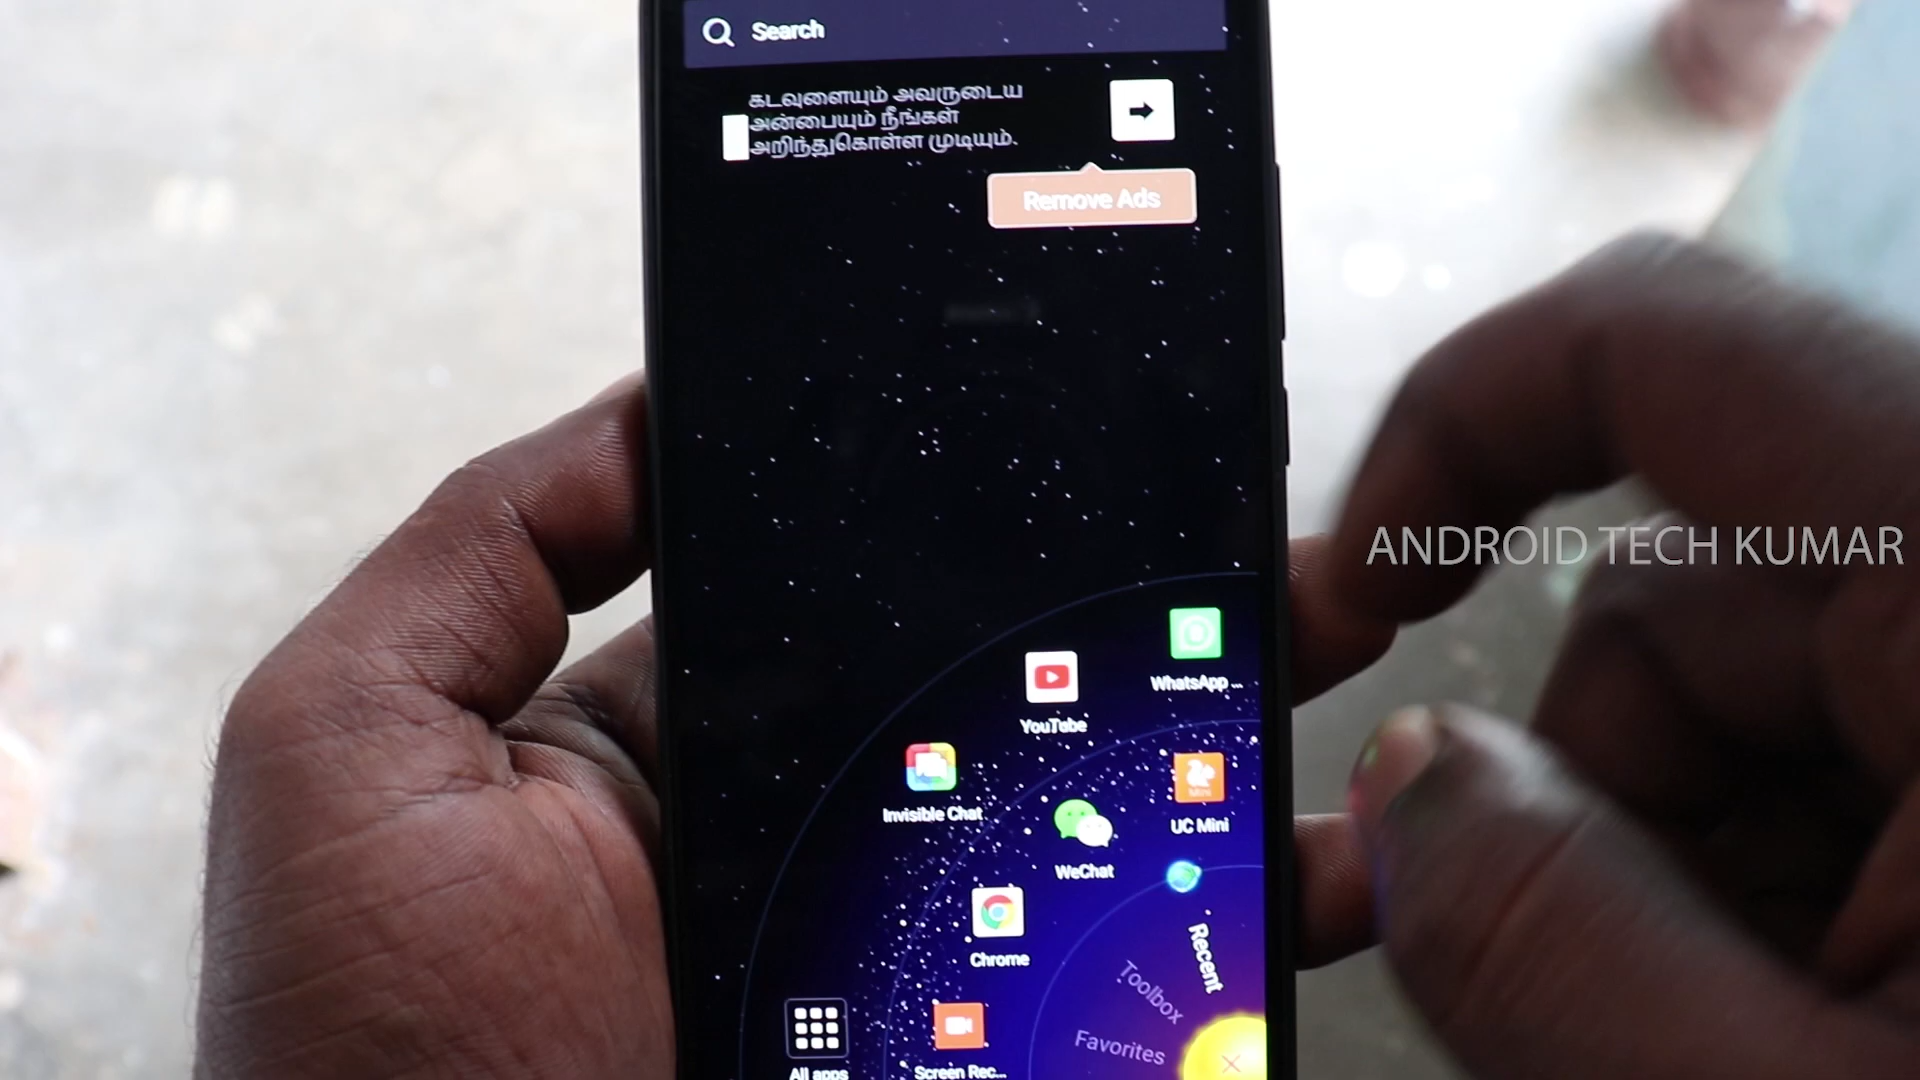 Search
கடவுளையும் அவருடைய
அன்பையும் நீங்கள்
அறிந்துகொள்ள முடியும்.
Remove Ads
ANDROID TECH KUMAR
WhatsApp ...
YouTube
Invisible Chat
UC Mini
WeChat
Chrome
Recent
Toolbox
Favorites
All apps
Screen Rec...